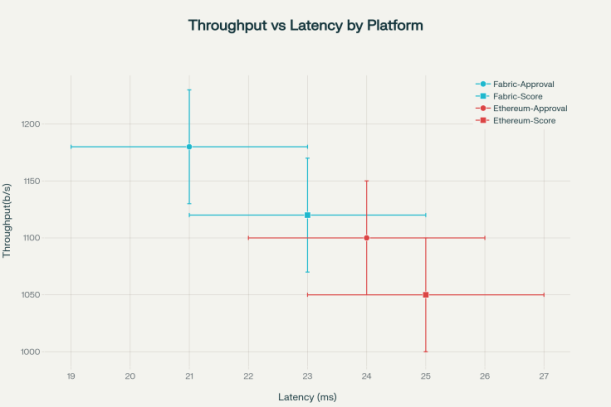 Throughput vs Latency by Platform
Fabric-Approval
Fabric-Score
Ethereum-Approval
Ethereum-Score
1200
1150
1100
1050
1000
Throughput(b/s)
19 20 21 22 23 24 25 26 27
Latency (ms)